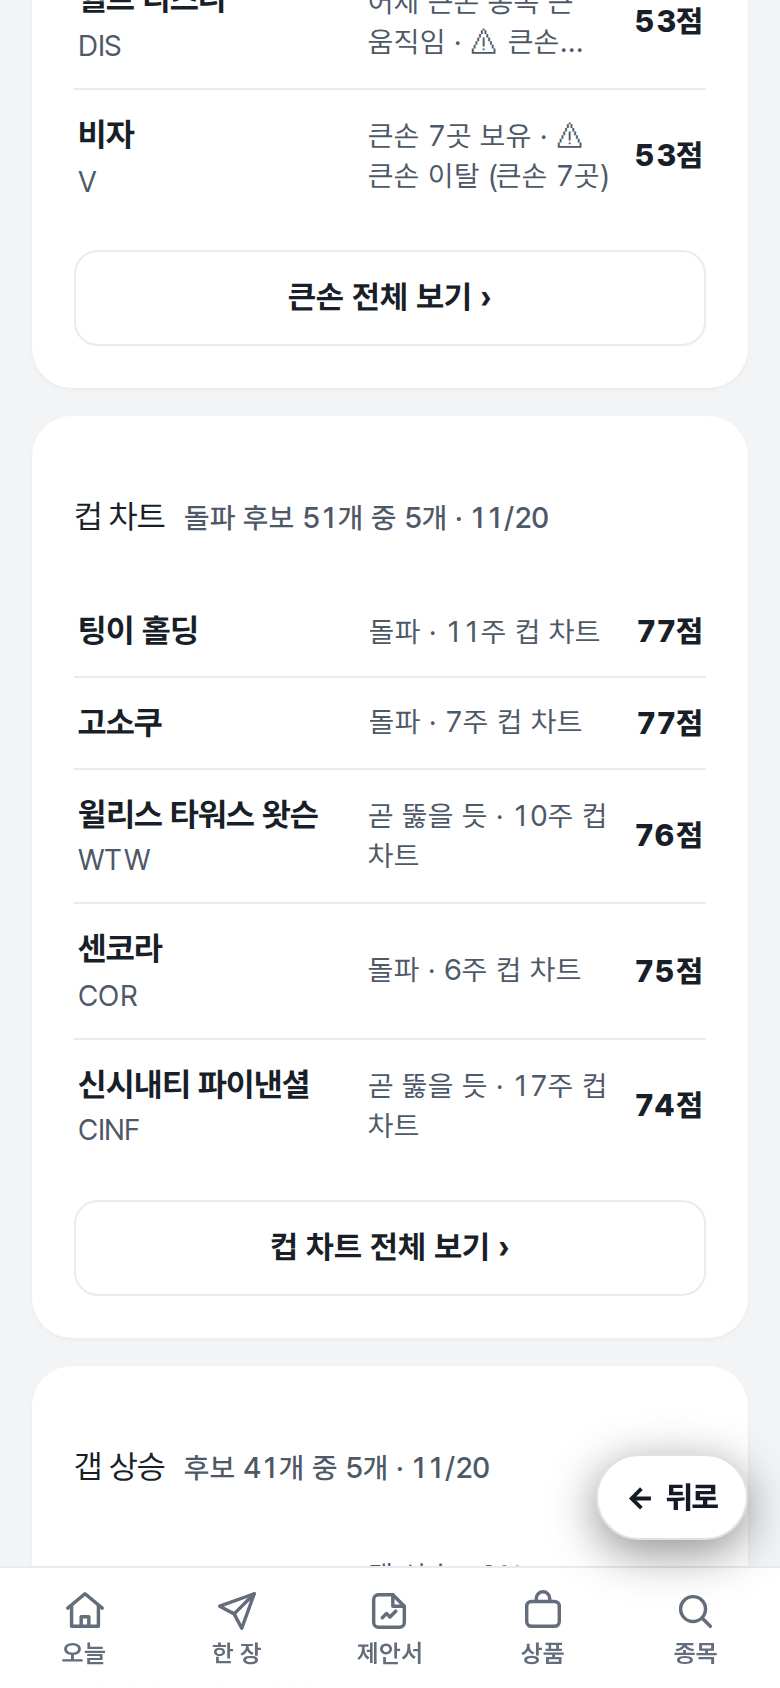 53점
DIS
움직임 · ⚠ 큰손...
비자
V
큰손 7곳 보유 · ⚠
큰손 이탈 (큰손 7곳)
53점
큰손 전체 보기 ›
컵 차트 돌파 후보 51개 중 5개 · 11/20
팅이 홀딩 돌파 · 11주 컵 차트 77점
고소쿠 돌파 · 7주 컵 차트 77점
윌리스 타워스 왓슨
WTW
곧 뚫을 듯 · 10주 컵
차트
76점
센코라
COR
돌파 · 6주 컵 차트
75점
신시내티 파이낸셜
CINF
곧 뚫을 듯 · 17주 컵
차트
74점
컵 차트 전체 보기 ›
갭 상승 후보 41개 중 5개 · 11/20
← 뒤로
오늘 한 장 제안서 상품 종목